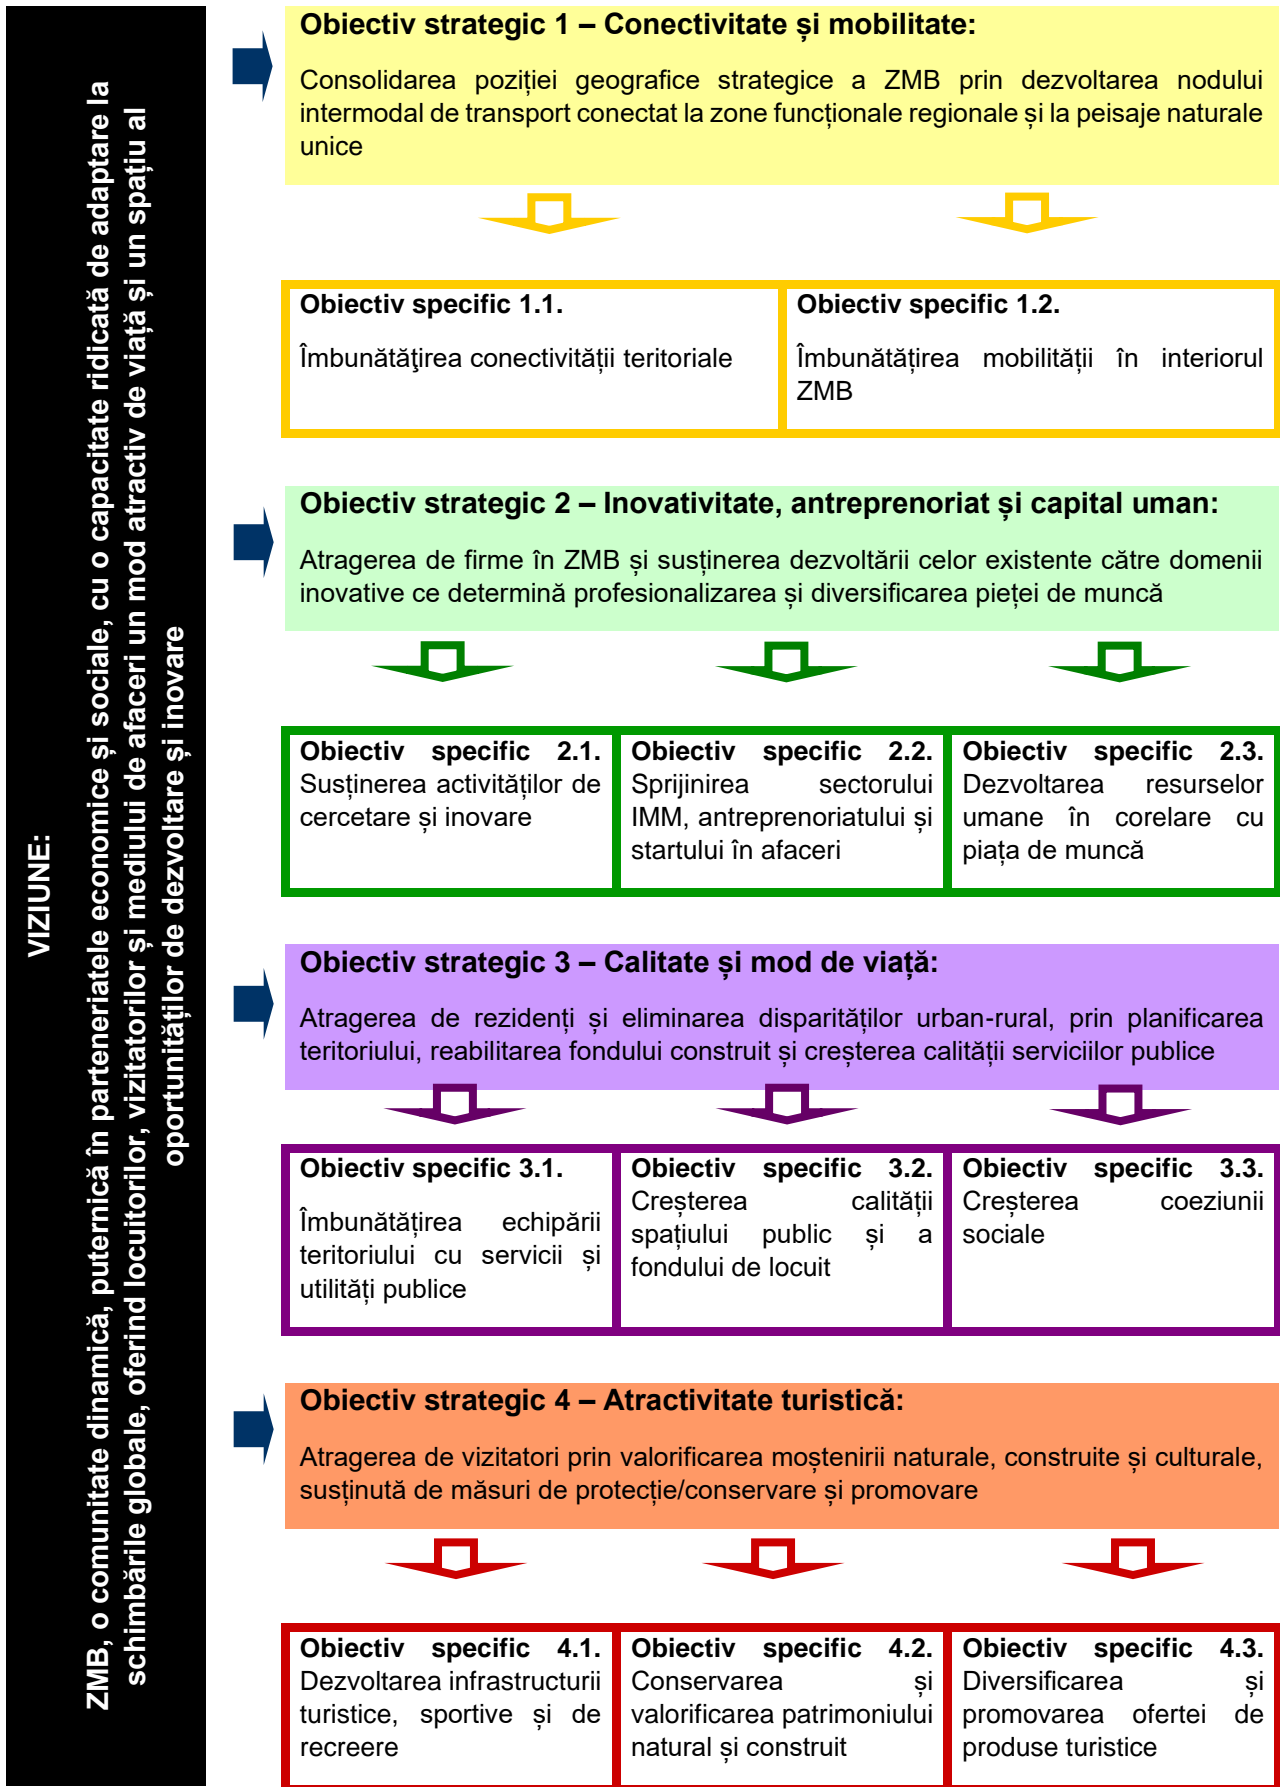 VIZIUNE:
ZMB, o comunitate dinamică, puternică în parteneriatele economice și sociale, cu o capacitate ridicată de adaptare la
schimbările globale, oferind locuitorilor, vizitatorilor și mediului de afaceri un mod atractiv de viață și un spațiu al
oportunităților de dezvoltare și inovare
Obiectiv strategic 1 – Conectivitate și mobilitate:
Consolidarea poziției geografice strategice a ZMB prin dezvoltarea nodului
intermodal de transport conectat la zone funcționale regionale și la peisaje naturale
unice
Obiectiv specific 1.1.
Îmbunătăţirea conectivității teritoriale
Obiectiv specific 1.2.
Îmbunătățirea mobilității în interiorul
ZMB
Obiectiv strategic 2 – Inovativitate, antreprenoriat și capital uman:
Atragerea de firme în ZMB și susținerea dezvoltării celor existente către domenii
inovative ce determină profesionalizarea și diversificarea pieței de muncă
Obiectiv specific 2.1.
Susținerea activităților de
cercetare și inovare
Obiectiv specific 2.2.
Sprijinirea sectorului
IMM, antreprenoriatului și
startului în afaceri
Obiectiv specific 2.3.
Dezvoltarea resurselor
umane în corelare cu
piața de muncă
Obiectiv strategic 3 – Calitate și mod de viață:
Atragerea de rezidenți și eliminarea disparităților urban-rural, prin planificarea
teritoriului, reabilitarea fondului construit și creșterea calității serviciilor publice
Obiectiv specific 3.1.
Îmbunătățirea echipării
teritoriului cu servicii și
utilități publice
Obiectiv specific 3.2.
Creșterea calității
spațiului public și a
fondului de locuit
Obiectiv specific 3.3.
Creșterea coeziunii
sociale
Obiectiv strategic 4 – Atractivitate turistică:
Atragerea de vizitatori prin valorificarea moștenirii naturale, construite și culturale,
susținută de măsuri de protecție/conservare și promovare
Obiectiv specific 4.1.
Dezvoltarea infrastructurii
turistice, sportive și de
recreere
Obiectiv specific 4.2.
Conservarea și
valorificarea patrimoniului
natural și construit
Obiectiv specific 4.3.
Diversificarea și
promovarea ofertei de
produse turistice